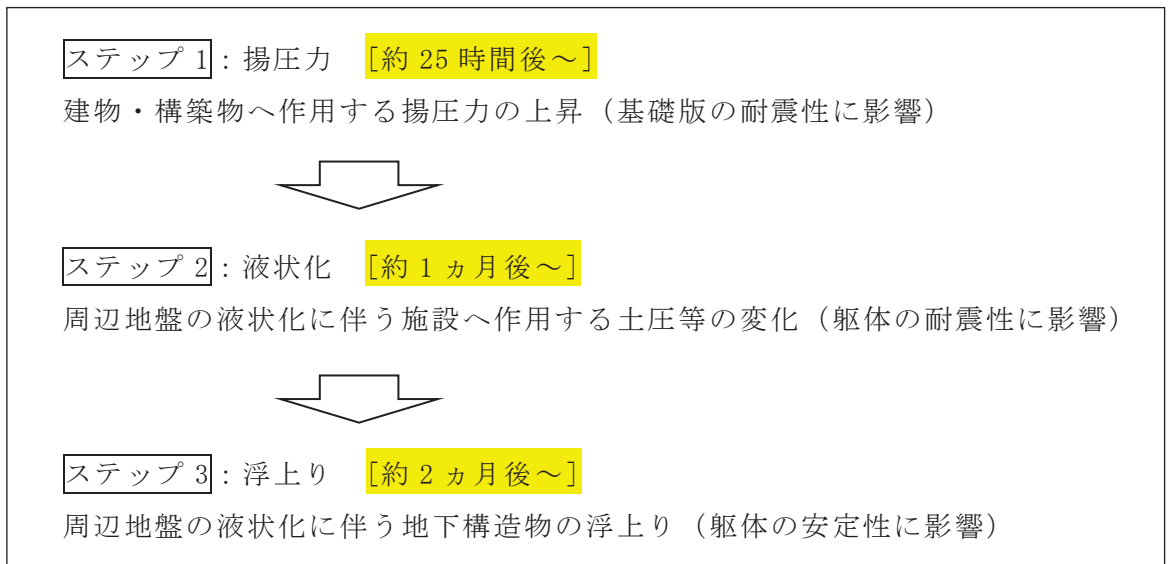 ステップ 1：揚圧力　[約 25 時間後～]
建物・構築物へ作用する揚圧力の上昇（基礎版の耐震性に影響）
ステップ 2：液状化　[約 1 ヵ月後～]
周辺地盤の液状化に伴う施設へ作用する土圧等の変化（躯体の耐震性に影響）
ステップ 3：浮上り　[約 2 ヵ月後～]
周辺地盤の液状化に伴う地下構造物の浮上り（躯体の安定性に影響）